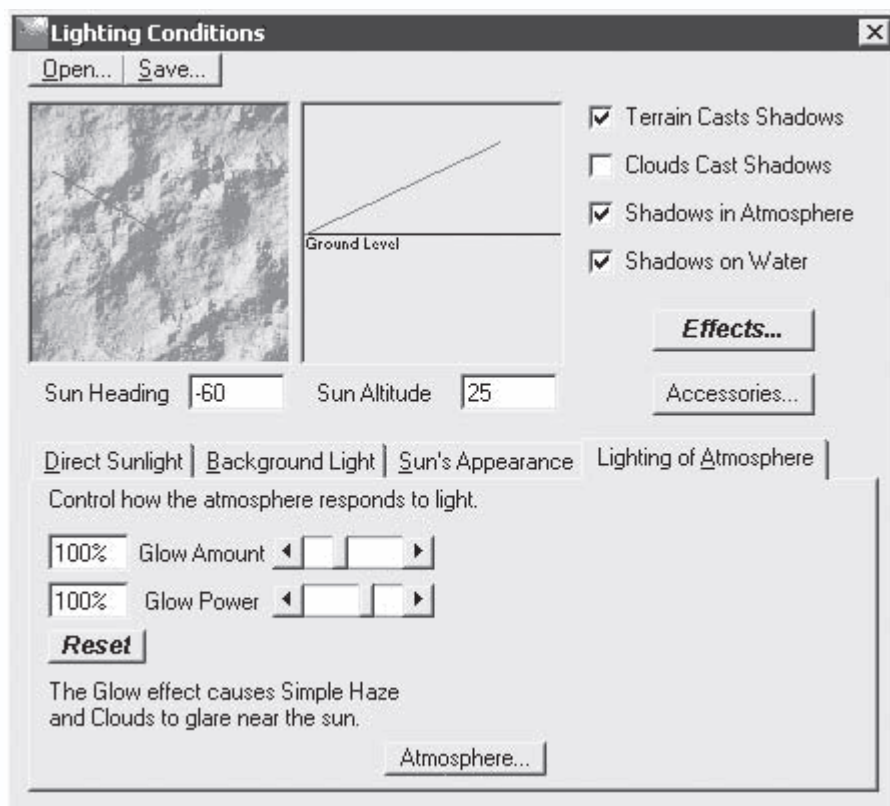 Lighting Conditions
Open... Save...
Ground Level
Terrain Casts Shadows
Clouds Cast Shadows
Shadows in Atmosphere
Shadows on Water
Effects...
Sun Heading -60 Sun Altitude 25
Accessories...
Direct Sunlight Background Light Sun's Appearance Lighting of Atmosphere
Control how the atmosphere responds to light.
100% Glow Amount
100% Glow Power
Reset
The Glow effect causes Simple Haze
and Clouds to glare near the sun.
Atmosphere...